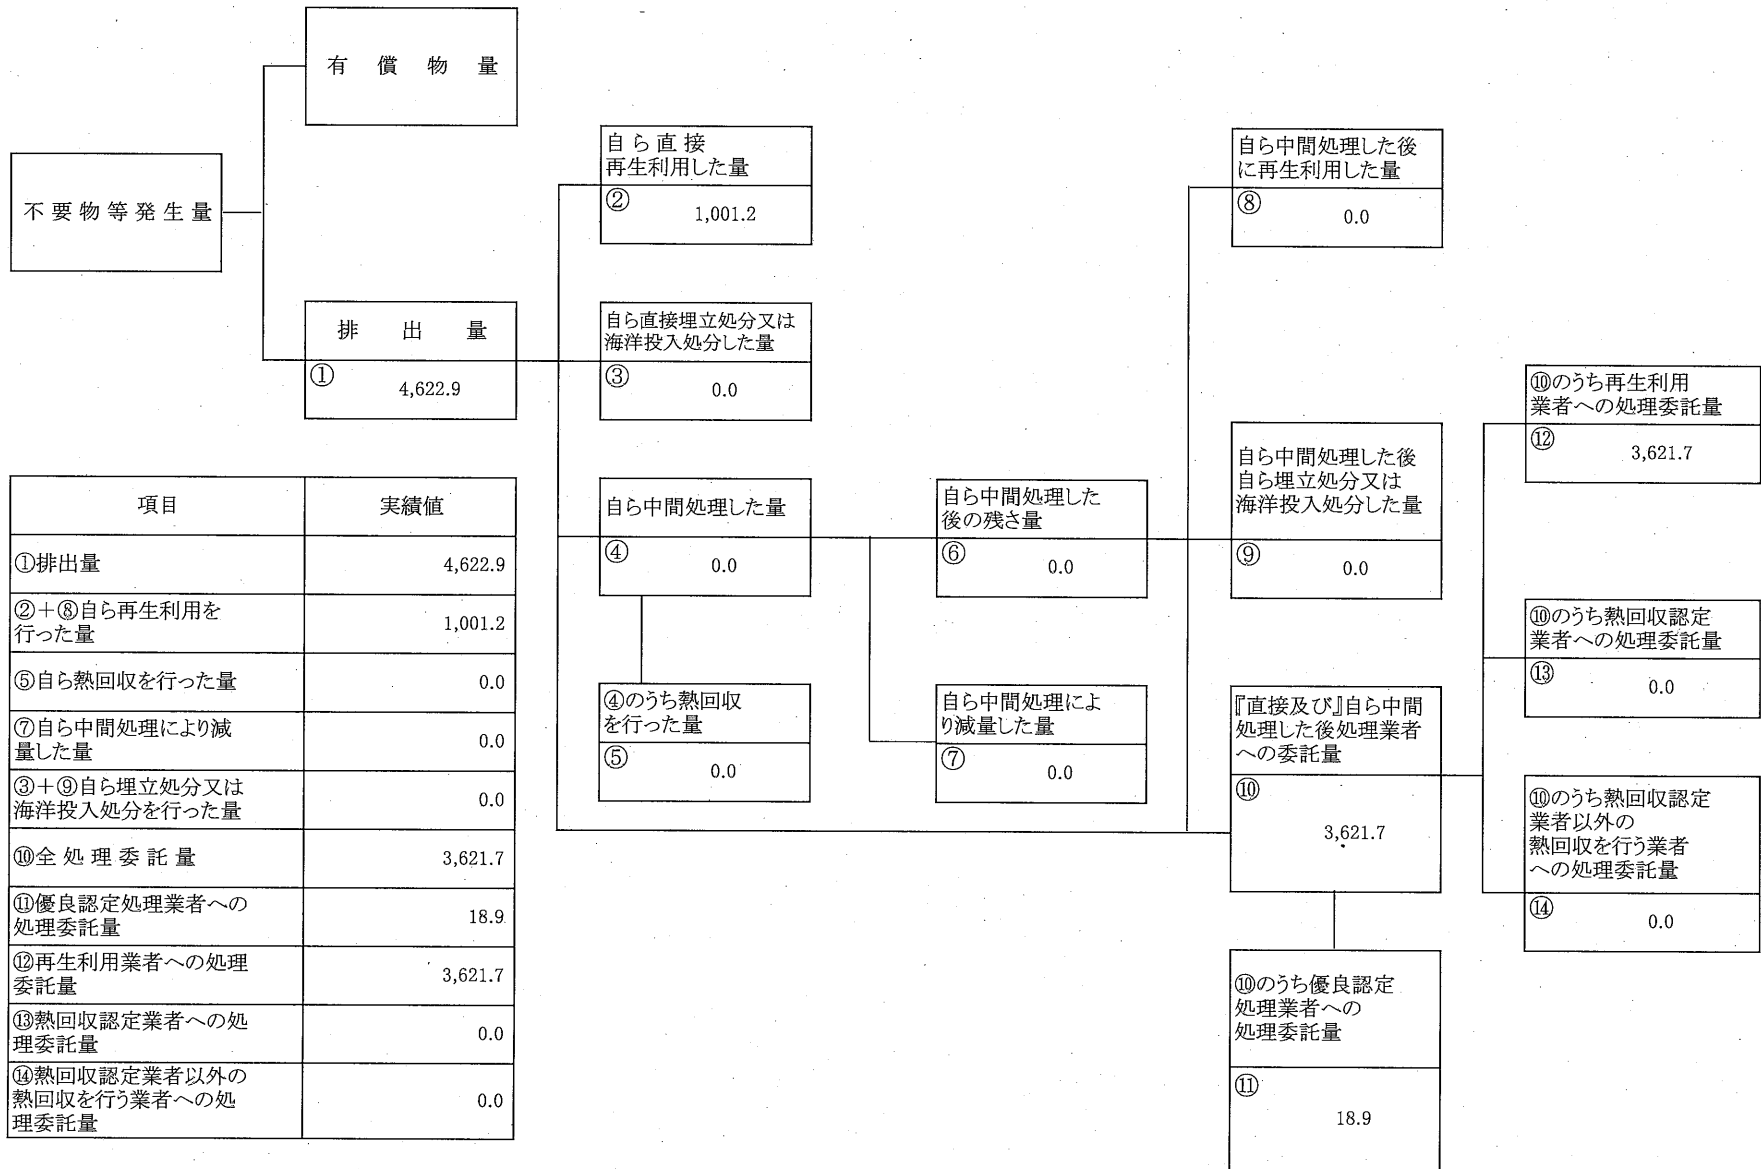 有償物量
不要物等発生量
排出量
① 4,622.9
自ら直接
再生利用した量
② 1,001.2
自ら直接埋立処分又は
海洋投入処分した量
③ 0.0
自ら中間処理した量
④ 0.0
④のうち熱回収
を行った量
⑤ 0.0
自ら中間処理した
後の残さ量
⑥ 0.0
自ら中間処理によ
り減量した量
⑦ 0.0
自ら中間処理した後
に再生利用した量
⑧ 0.0
自ら中間処理した後
自ら埋立処分又は
海洋投入処分した量
⑨ 0.0
『直接及び』自ら中間
処理した後処理業者
への委託量
⑩
3,621.7
⑩のうち優良認定
処理業者への
処理委託量
⑪
18.9
⑩のうち再生利用
業者への処理委託量
⑫ 3,621.7
⑩のうち熱回収認定
業者への処理委託量
⑬ 0.0
⑩のうち熱回収認定
業者以外の
熱回収を行う業者
への処理委託量
⑭ 0.0
項目 実績値
①排出量 4,622.9
②+⑧自ら再生利用を
行った量 1,001.2
⑤自ら熱回収を行った量 0.0
⑦自ら中間処理により減
量した量 0.0
③+⑨自ら埋立処分又は
海洋投入処分を行った量 0.0
⑩全処理委託量 3,621.7
⑪優良認定処理業者への
処理委託量 18.9
⑫再生利用業者への処理
委託量 3,621.7
⑬熱回収認定業者への処
理委託量 0.0
⑭熱回収認定業者以外の
熱回収を行う業者への処
理委託量 0.0